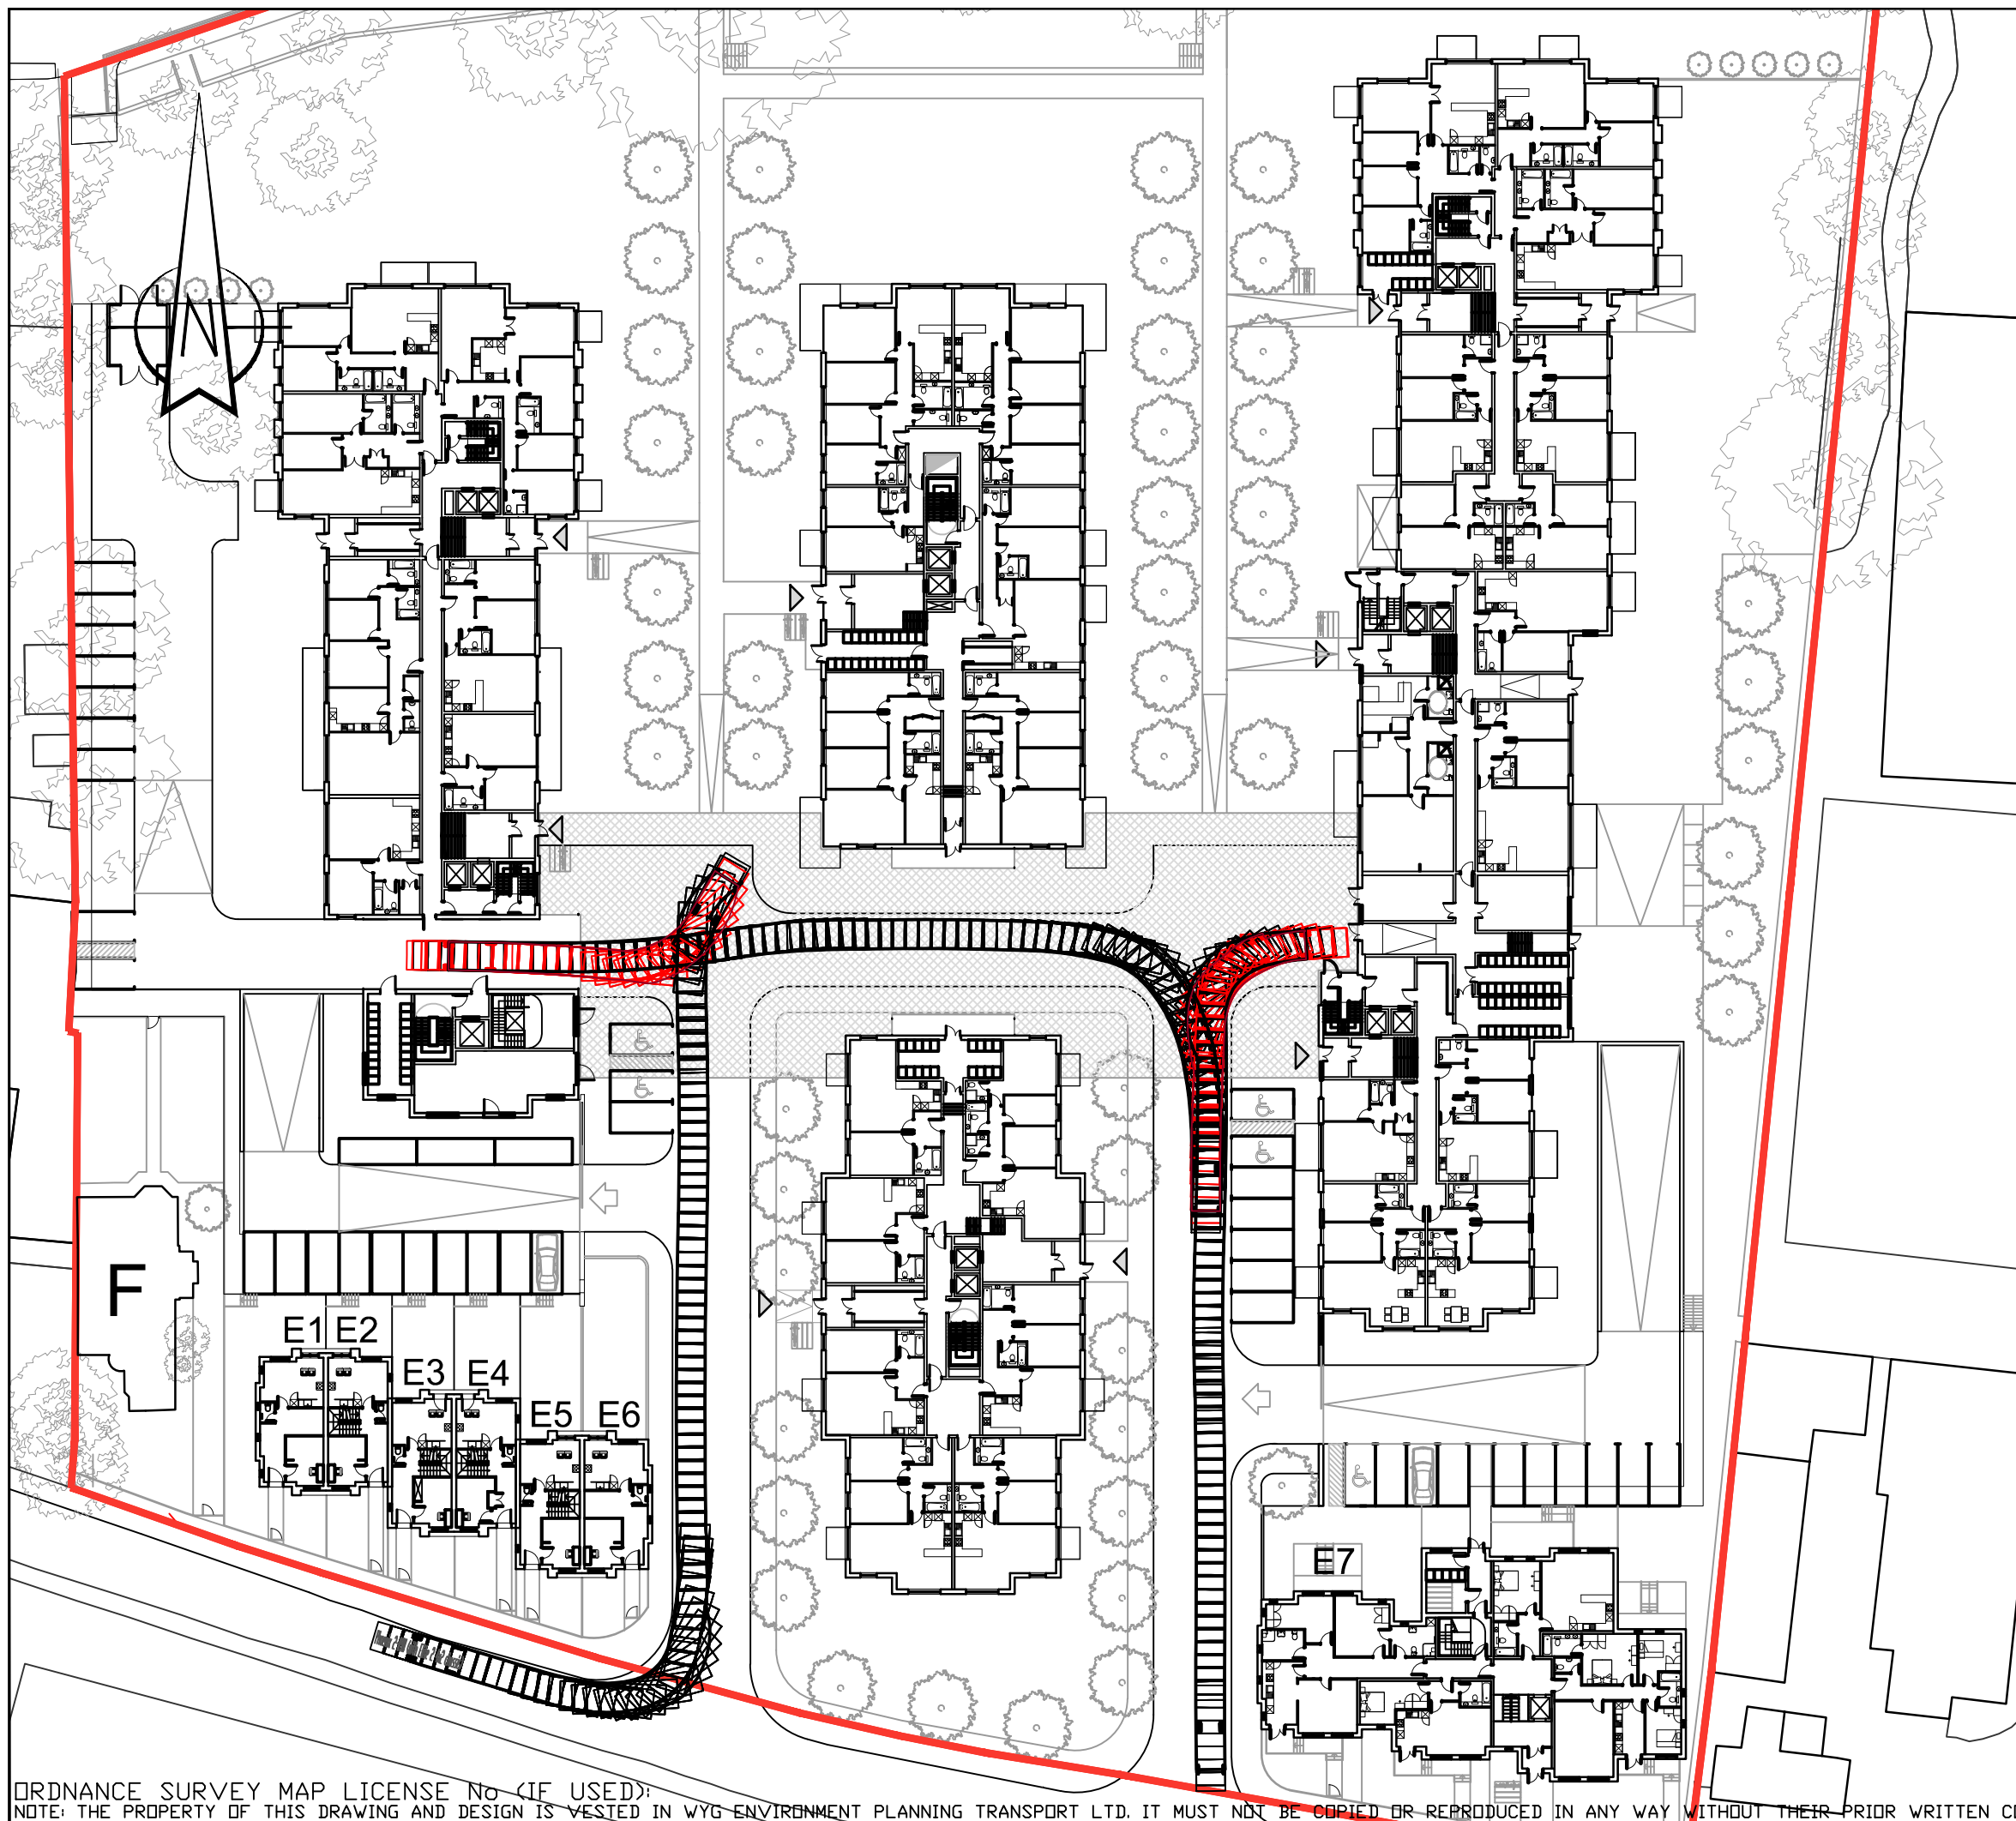 N
F
E1 E2
E3 E4
E5 E6
E7
ORDNANCE SURVEY MAP LICENSE No (IF USED):
NOTE: THE PROPERTY OF THIS DRAWING AND DESIGN IS VESTED IN WYG ENVIRONMENT PLANNING TRANSPORT LTD. IT MUST NOT BE COPIED OR REPRODUCED IN ANY WAY WITHOUT THEIR PRIOR WRITTEN